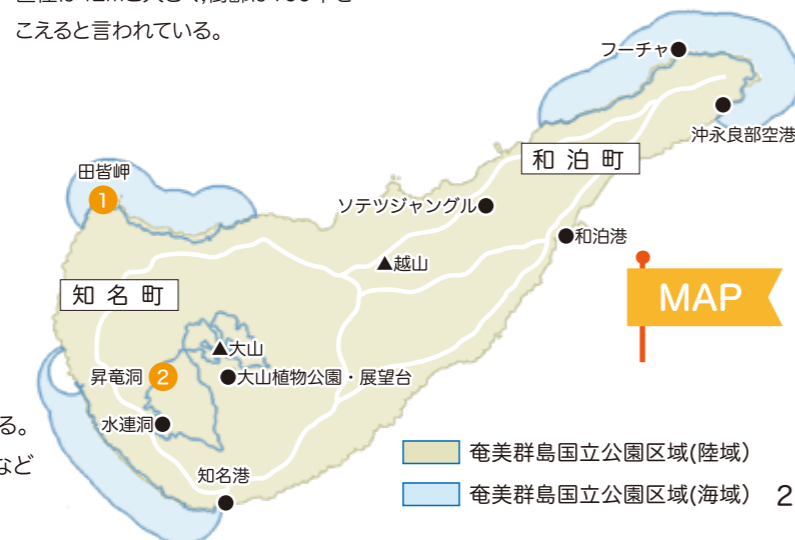 こえると言われている。
フーチャ
沖永良部空港
和泊町
田皆岬
1
ソテツジャングル
和泊港
越山
MAP
知名町
大山
昇竜洞 2
大山植物公園・展望台
水連洞
る。
など
知名港
奄美群島国立公園区域(陸域)
奄美群島国立公園区域(海域) 2